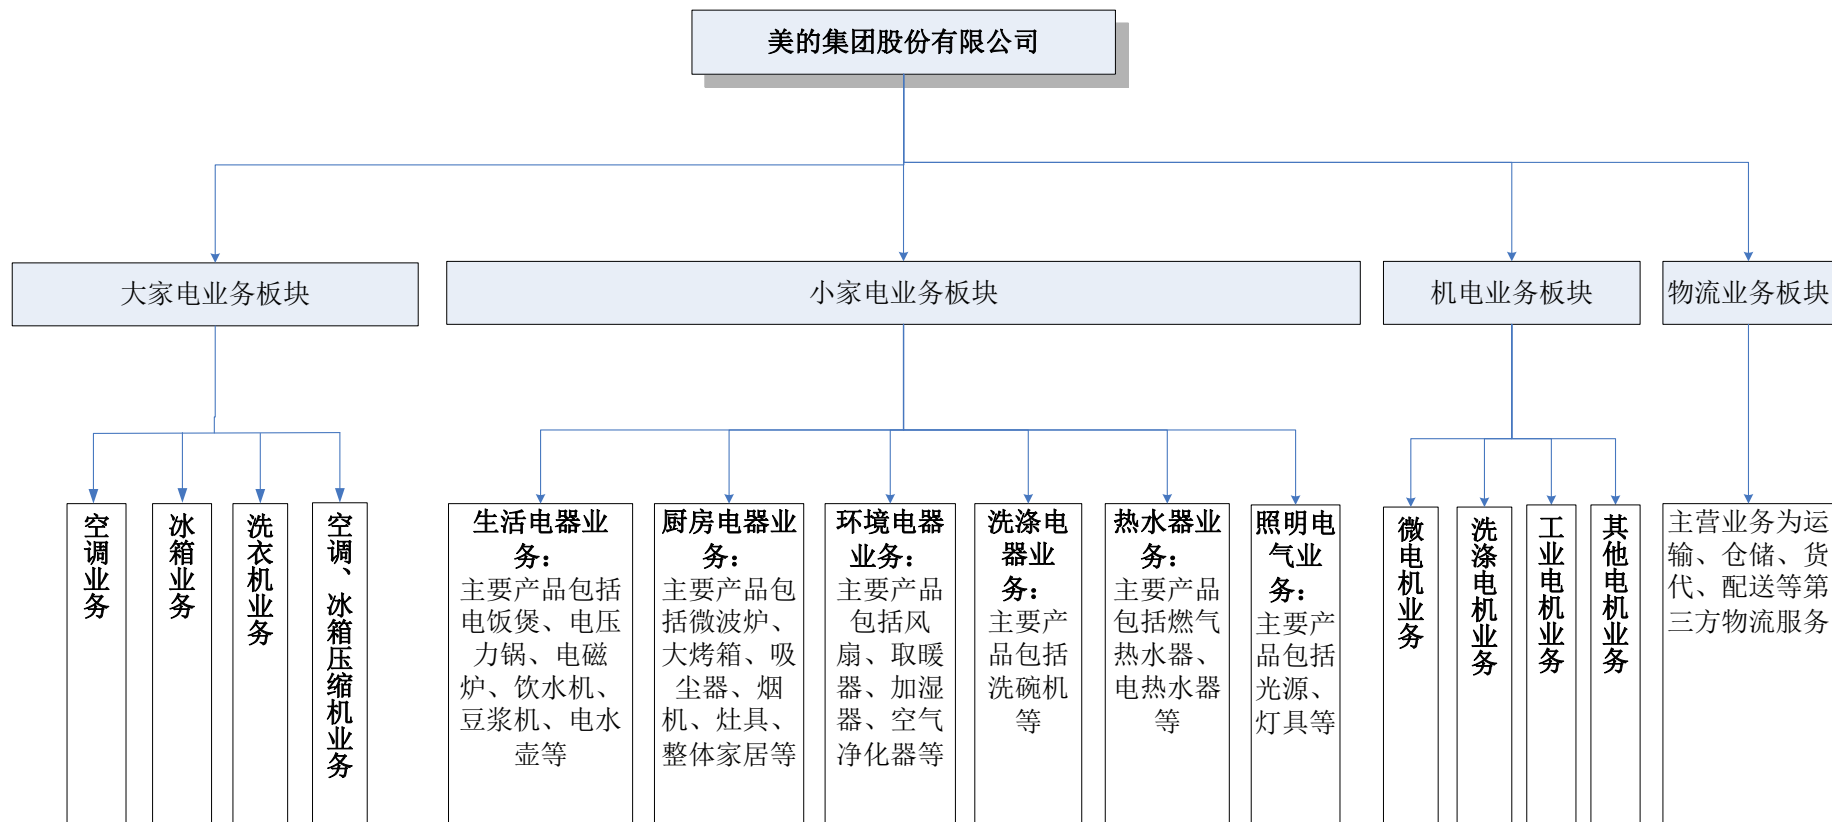 美的集团股份有限公司
大家电业务板块
小家电业务板块
机电业务板块
物流业务板块
空调业务
冰箱业务
洗衣机业务
空调、冰箱压缩机业务
生活电器业
务：
主要产品包括
电饭煲、电压
力锅、电磁
炉、饮水机、
豆浆机、电水
壶等
厨房电器业
务：
主要产品包
括微波炉、
大烤箱、吸
尘器、烟
机、灶具、
整体家居等
环境电器
业务：
主要产品
包括风
扇、取暖
器、加湿
器、空气
净化器等
洗涤电
器业
务：
主要产
品包括
洗碗机
等
热水器业
务：
主要产品
包括燃气
热水器、
电热水器
等
照明电
气业
务：
主要产
品包括
光源、
灯具等
微电机业务
洗涤电机业务
工业电机业务
其他电机业务
主营业务为运
输、仓储、货
代、配送等第
三方物流服务